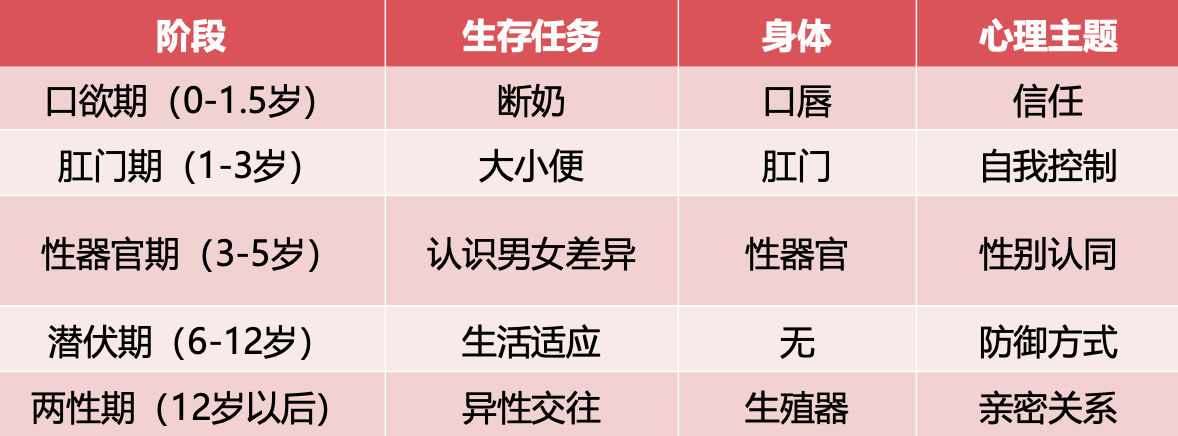 阶段 生存任务 身体 心理主题
口欲期（0-1.5岁） 断奶 口唇 信任
肛门期（1-3岁） 大小便 肛门 自我控制
性器官期（3-5岁） 认识男女差异 性器官 性别认同
潜伏期（6-12岁） 生活适应 无 防御方式
两性期（12岁以后） 异性交往 生殖器 亲密关系